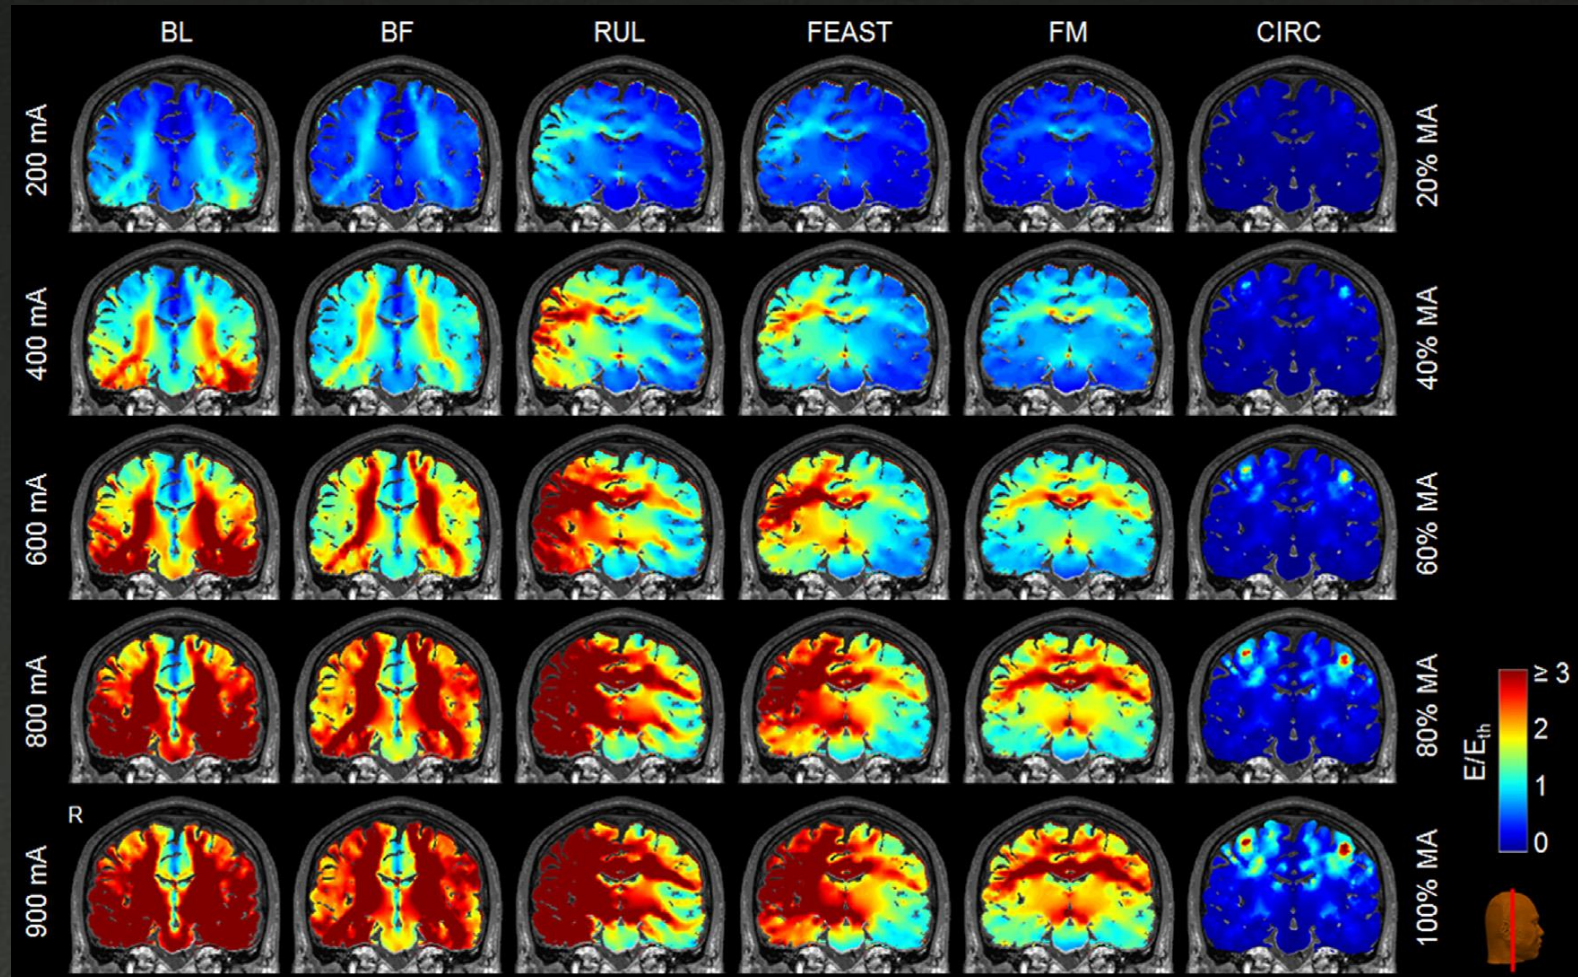 BL BF RUL FEAST FM CIRC
200 mA
20% MA
400 mA
40% MA
600 mA
60% MA
800 mA
80% MA
R
900 mA
100% MA
E/Eth
≥ 3
2
1
0